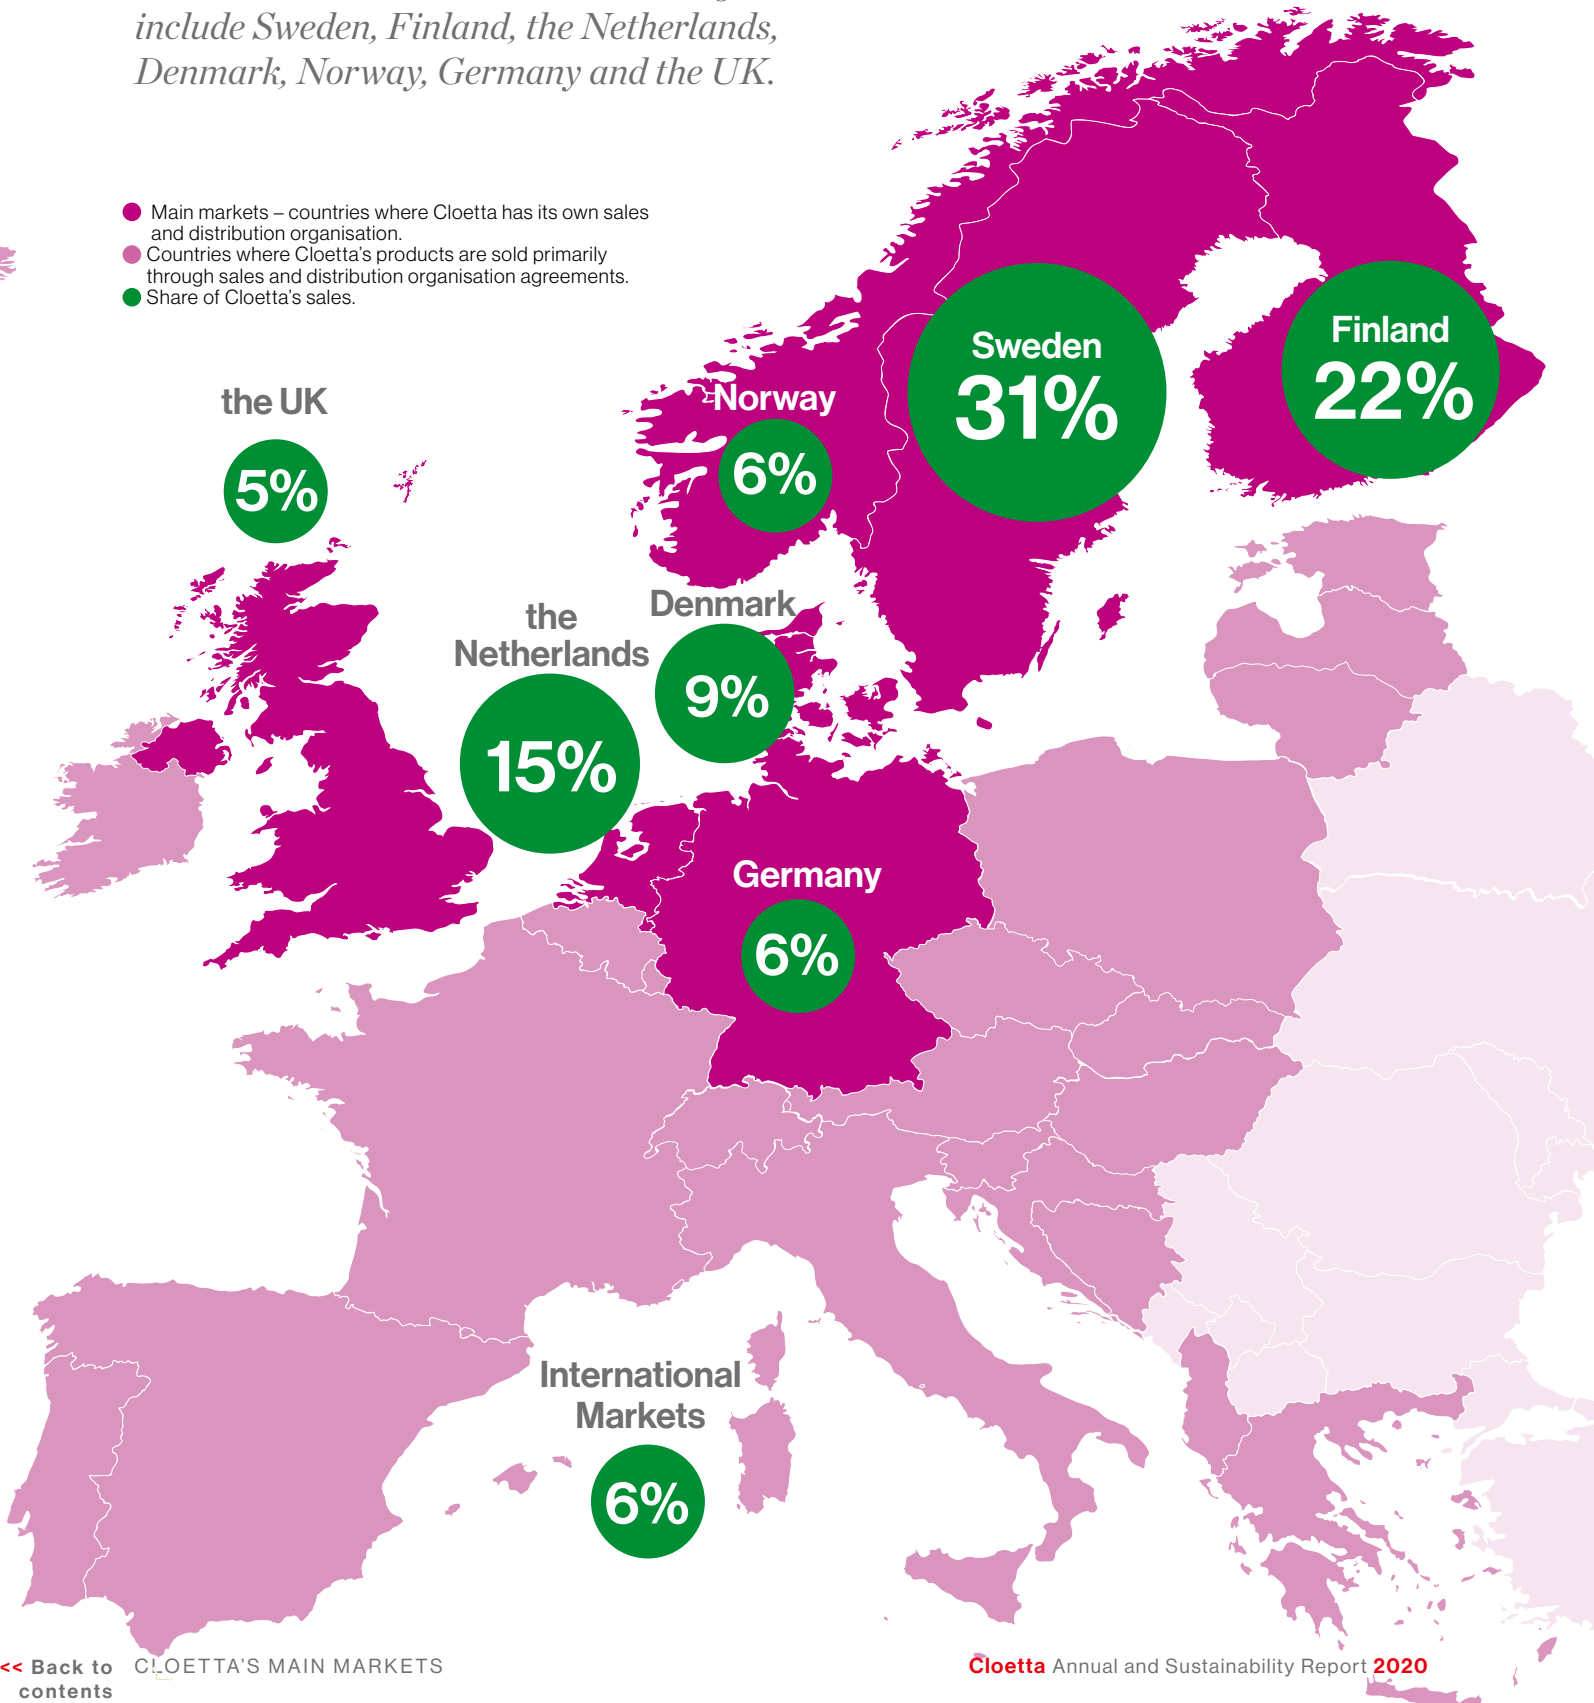 include Sweden, Finland, the Netherlands,
Denmark, Norway, Germany and the UK.
Main markets – countries where Cloetta has its own sales
and distribution organisation.
Countries where Cloetta's products are sold primarily
through sales and distribution organisation agreements.
Share of Cloetta's sales.
the UK
5%
Norway
6%
Sweden
31%
Finland
22%
the
Netherlands
15%
Denmark
9%
Germany
6%
International
Markets
6%
<< Back to
contents
CLOETTA'S MAIN MARKETS
Cloetta Annual and Sustainability Report 2020